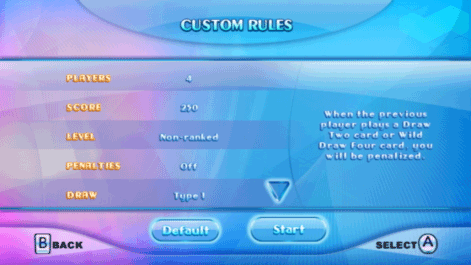 CUSTOM RULES
PLAYERS 4
SCORE 250
LEVEL Non-ranked
PENALTIES Off
DRAW Type 1
When the previous
player plays a Draw
Two card or Wild
Draw Four card, you
will be penalized.
Default Start
B BACK
SELECT A